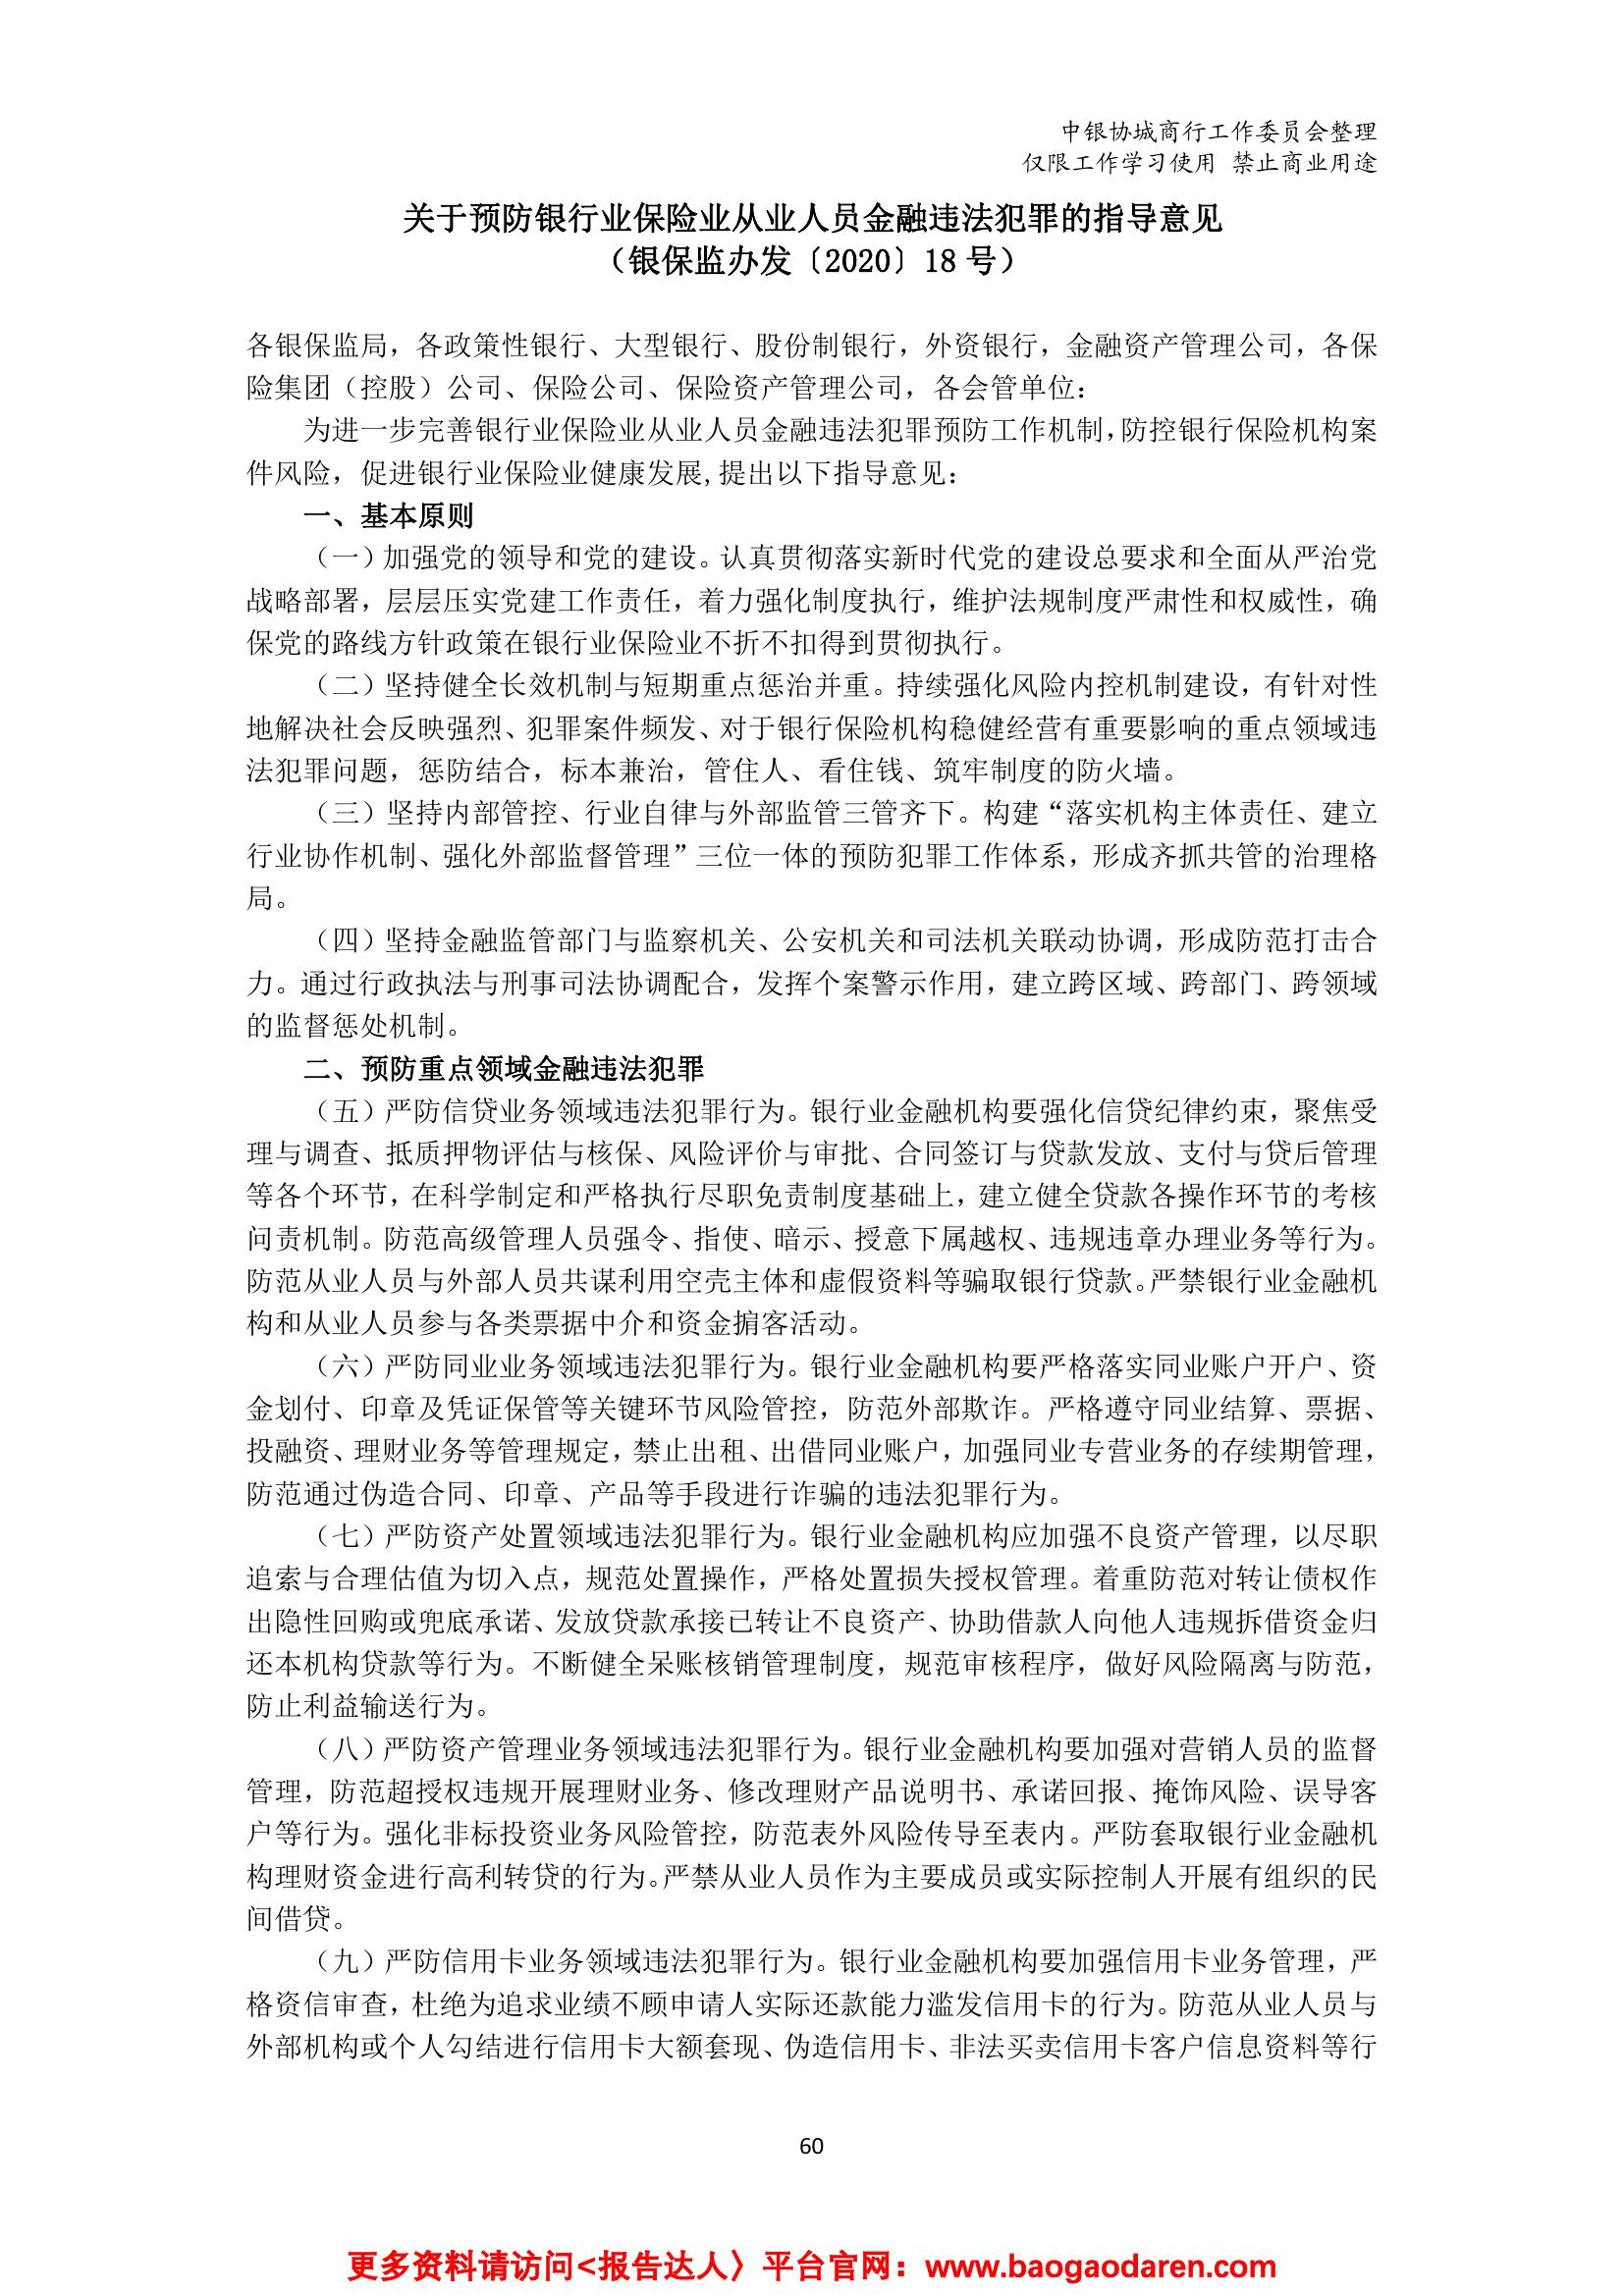 中银协城商行工作委员会整理
仅限工作学习使用 禁止商业用途
关于预防银行业保险业从业人员金融违法犯罪的指导意见
（银保监办发〔2020〕18 号）
各银保监局，各政策性银行、大型银行、股份制银行，外资银行，金融资产管理公司，各保
险集团（控股）公司、保险公司、保险资产管理公司，各会管单位：
为进一步完善银行业保险业从业人员金融违法犯罪预防工作机制,防控银行保险机构案
件风险，促进银行业保险业健康发展,提出以下指导意见：
一、基本原则
（一）加强党的领导和党的建设。认真贯彻落实新时代党的建设总要求和全面从严治党
战略部署，层层压实党建工作责任，着力强化制度执行，维护法规制度严肃性和权威性，确
保党的路线方针政策在银行业保险业不折不扣得到贯彻执行。
（二）坚持健全长效机制与短期重点惩治并重。持续强化风险内控机制建设，有针对性
地解决社会反映强烈、犯罪案件频发、对于银行保险机构稳健经营有重要影响的重点领域违
法犯罪问题，惩防结合，标本兼治，管住人、看住钱、筑牢制度的防火墙。
（三）坚持内部管控、行业自律与外部监管三管齐下。构建“落实机构主体责任、建立
行业协作机制、强化外部监督管理”三位一体的预防犯罪工作体系，形成齐抓共管的治理格
局。
（四）坚持金融监管部门与监察机关、公安机关和司法机关联动协调，形成防范打击合
力。通过行政执法与刑事司法协调配合，发挥个案警示作用，建立跨区域、跨部门、跨领域
的监督惩处机制。
二、预防重点领域金融违法犯罪
（五）严防信贷业务领域违法犯罪行为。银行业金融机构要强化信贷纪律约束，聚焦受
理与调查、抵质押物评估与核保、风险评价与审批、合同签订与贷款发放、支付与贷后管理
等各个环节，在科学制定和严格执行尽职免责制度基础上，建立健全贷款各操作环节的考核
问责机制。防范高级管理人员强令、指使、暗示、授意下属越权、违规违章办理业务等行为。
防范从业人员与外部人员共谋利用空壳主体和虚假资料等骗取银行贷款。严禁银行业金融机
构和从业人员参与各类票据中介和资金掮客活动。
（六）严防同业业务领域违法犯罪行为。银行业金融机构要严格落实同业账户开户、资
金划付、印章及凭证保管等关键环节风险管控，防范外部欺诈。严格遵守同业结算、票据、
投融资、理财业务等管理规定，禁止出租、出借同业账户，加强同业专营业务的存续期管理，
防范通过伪造合同、印章、产品等手段进行诈骗的违法犯罪行为。
（七）严防资产处置领域违法犯罪行为。银行业金融机构应加强不良资产管理，以尽职
追索与合理估值为切入点，规范处置操作，严格处置损失授权管理。着重防范对转让债权作
出隐性回购或兜底承诺、发放贷款承接已转让不良资产、协助借款人向他人违规拆借资金归
还本机构贷款等行为。不断健全呆账核销管理制度，规范审核程序，做好风险隔离与防范，
防止利益输送行为。
（八）严防资产管理业务领域违法犯罪行为。银行业金融机构要加强对营销人员的监督
管理，防范超授权违规开展理财业务、修改理财产品说明书、承诺回报、掩饰风险、误导客
户等行为。强化非标投资业务风险管控，防范表外风险传导至表内。严防套取银行业金融机
构理财资金进行高利转贷的行为。严禁从业人员作为主要成员或实际控制人开展有组织的民
间借贷。
（九）严防信用卡业务领域违法犯罪行为。银行业金融机构要加强信用卡业务管理，严
格资信审查，杜绝为追求业绩不顾申请人实际还款能力滥发信用卡的行为。防范从业人员与
外部机构或个人勾结进行信用卡大额套现、伪造信用卡、非法买卖信用卡客户信息资料等行
60
更多资料请访问<报告达人〉平台官网：www.baogaodaren.com